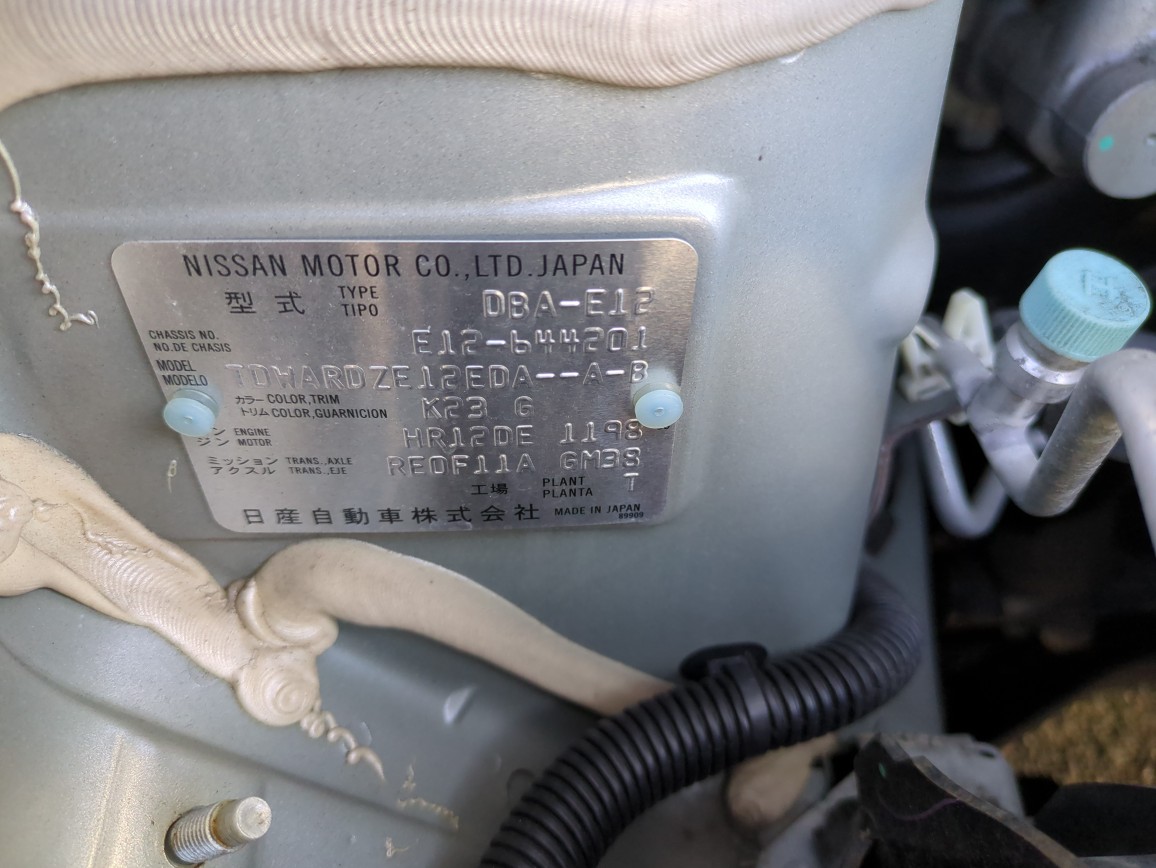 NISSAN MOTOR CO.,LTD.JAPAN
型式 TYPE TIPO DBA-E12
CHASSIS NO. NO.DE CHASIS E12-644201
MODEL MODELO TDWARDZE12EDA--A-B
カラー COLOR,TRIM トリム COLOR,GUARNICION K23 G
ン ENGINE ジン MOTOR HR12DE 1198
ミッション TRANS.,AXLE アクスル TRANS.,EJE RE0F11A GM38
工場 PLANT PLANTA T
日産自動車株式会社 MADE IN JAPAN